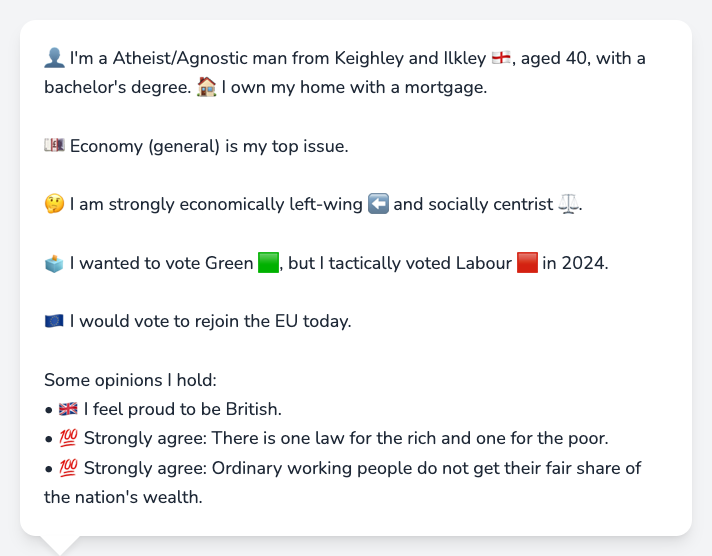 👤 I'm a Atheist/Agnostic man from Keighley and Ilkley 🏴󠁧󠁢󠁥󠁮󠁧󠁿, aged 40, with a
bachelor's degree. 🏠 I own my home with a mortgage.
💷 Economy (general) is my top issue.
🤔 I am strongly economically left-wing ⬅️ and socially centrist ⚖️.
🗳️ I wanted to vote Green 🟩, but I tactically voted Labour 🟥 in 2024.
🇪🇺 I would vote to rejoin the EU today.
Some opinions I hold:
• 🇬🇧 I feel proud to be British.
• 💯 Strongly agree: There is one law for the rich and one for the poor.
• 💯 Strongly agree: Ordinary working people do not get their fair share of
the nation's wealth.